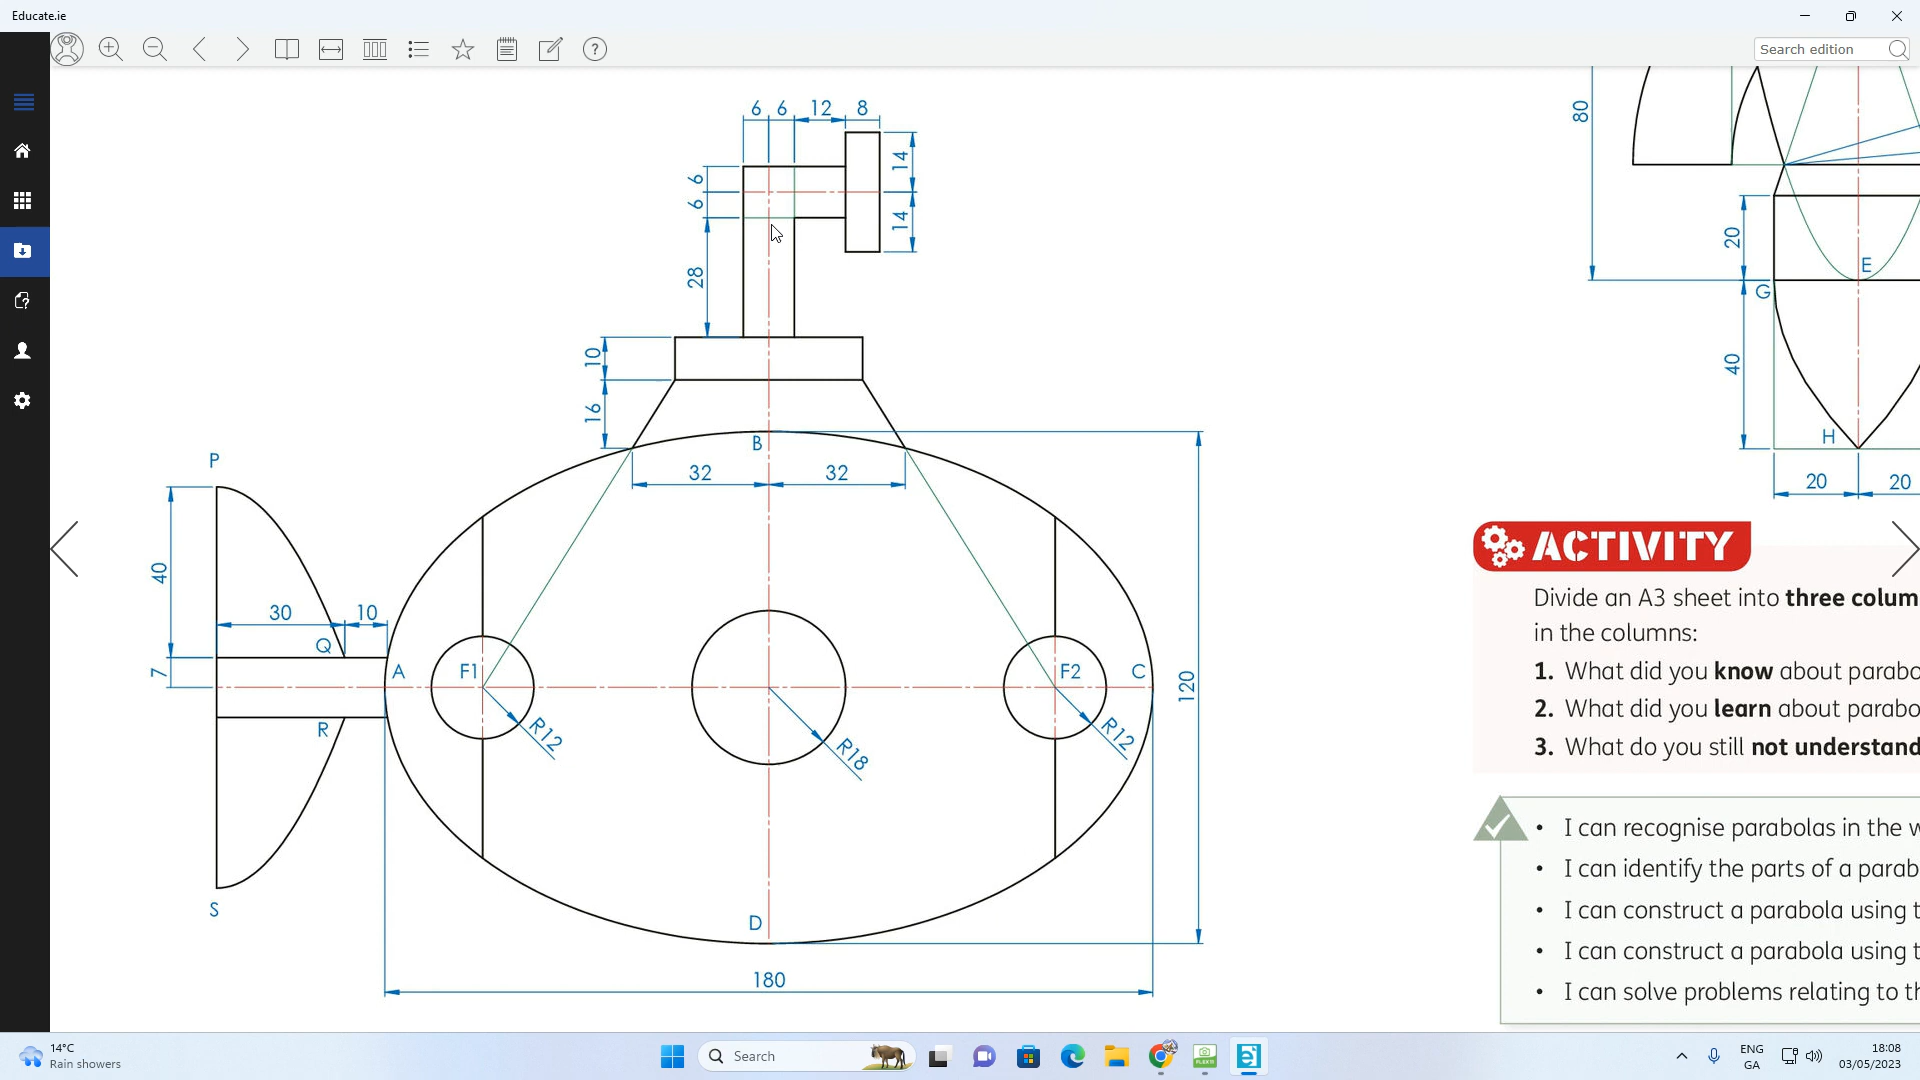 Educate.ie
Search edition
6 6 12 8
14
14
6
6
28
10
16
B
32 32
P
40
30 10
Q
7
A F1 F2 C
R
R12
R18
R12
120
S
D
180
80
20
E
G
40
H
20 20
ACTIVITY
Divide an A3 sheet into three colum
in the columns:
1. What did you know about parabo
2. What did you learn about parabo
3. What do you still not understand
• I can recognise parabolas in the w
• I can identify the parts of a parab
• I can construct a parabola using t
• I can construct a parabola using t
• I can solve problems relating to th
14°C
Rain showers
Search
FLEXTI
ENG
GA
18:08
03/05/2023